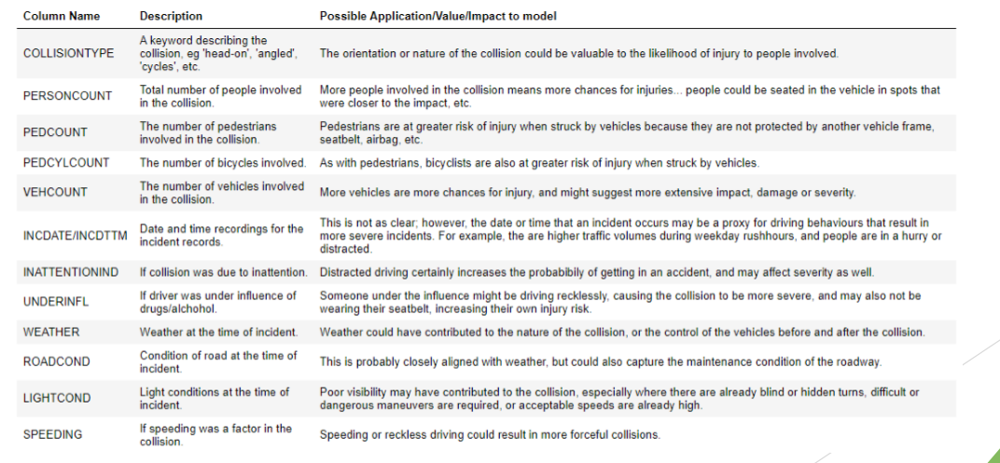 Column Name Description Possible Application/Value/Impact to model
COLLISIONTYPE A keyword describing the collision, eg 'head-on', 'angled', 'cycles', etc. The orientation or nature of the collision could be valuable to the likelihood of injury to people involved.
PERSONCOUNT Total number of people involved in the collision. More people involved in the collision means more chances for injuries... people could be seated in the vehicle in spots that were closer to the impact, etc.
PEDCOUNT The number of pedestrians involved in the collision. Pedestrians are at greater risk of injury when struck by vehicles because they are not protected by another vehicle frame, seatbelt, airbag, etc.
PEDCYLCOUNT The number of bicycles involved. As with pedestrians, bicyclists are also at greater risk of injury when struck by vehicles.
VEHCOUNT The number of vehicles involved in the collision. More vehicles are more chances for injury, and might suggest more extensive impact, damage or severity.
INCDATE/INCDTTM Date and time recordings for the incident records. This is not as clear; however, the date or time that an incident occurs may be a proxy for driving behaviours that result in more severe incidents. For example, the are higher traffic volumes during weekday rushhours, and people are in a hurry or distracted.
INATTENTIONIND If collision was due to inattention. Distracted driving certainly increases the probabibily of getting in an accident, and may affect severity as well.
UNDERINFL If driver was under influence of drugs/alchohol. Someone under the influence might be driving recklessly, causing the collision to be more severe, and may also not be wearing their seatbelt, increasing their own injury risk.
WEATHER Weather at the time of incident. Weather could have contributed to the nature of the collision, or the control of the vehicles before and after the collision.
ROADCOND Condition of road at the time of incident. This is probably closely aligned with weather, but could also capture the maintenance condition of the roadway.
LIGHTCOND Light conditions at the time of incident. Poor visibility may have contributed to the collision, especially where there are already blind or hidden turns, difficult or dangerous maneuvers are required, or acceptable speeds are already high.
SPEEDING If speeding was a factor in the collision. Speeding or reckless driving could result in more forceful collisions.